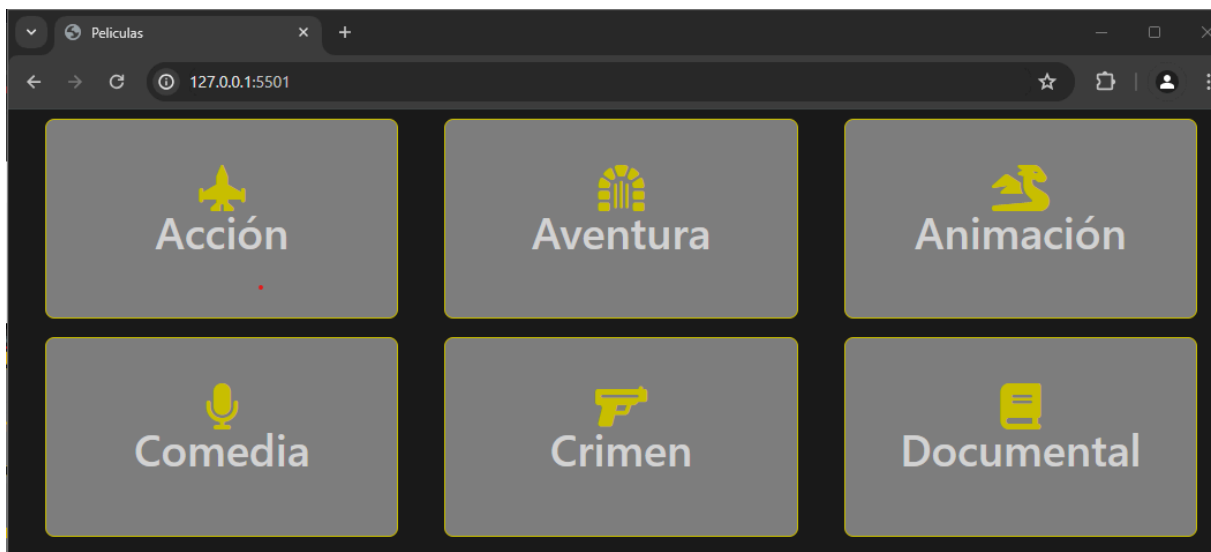 Peliculas
127.0.0.1:5501
Acción
Aventura
Animación
Comedia
Crimen
Documental